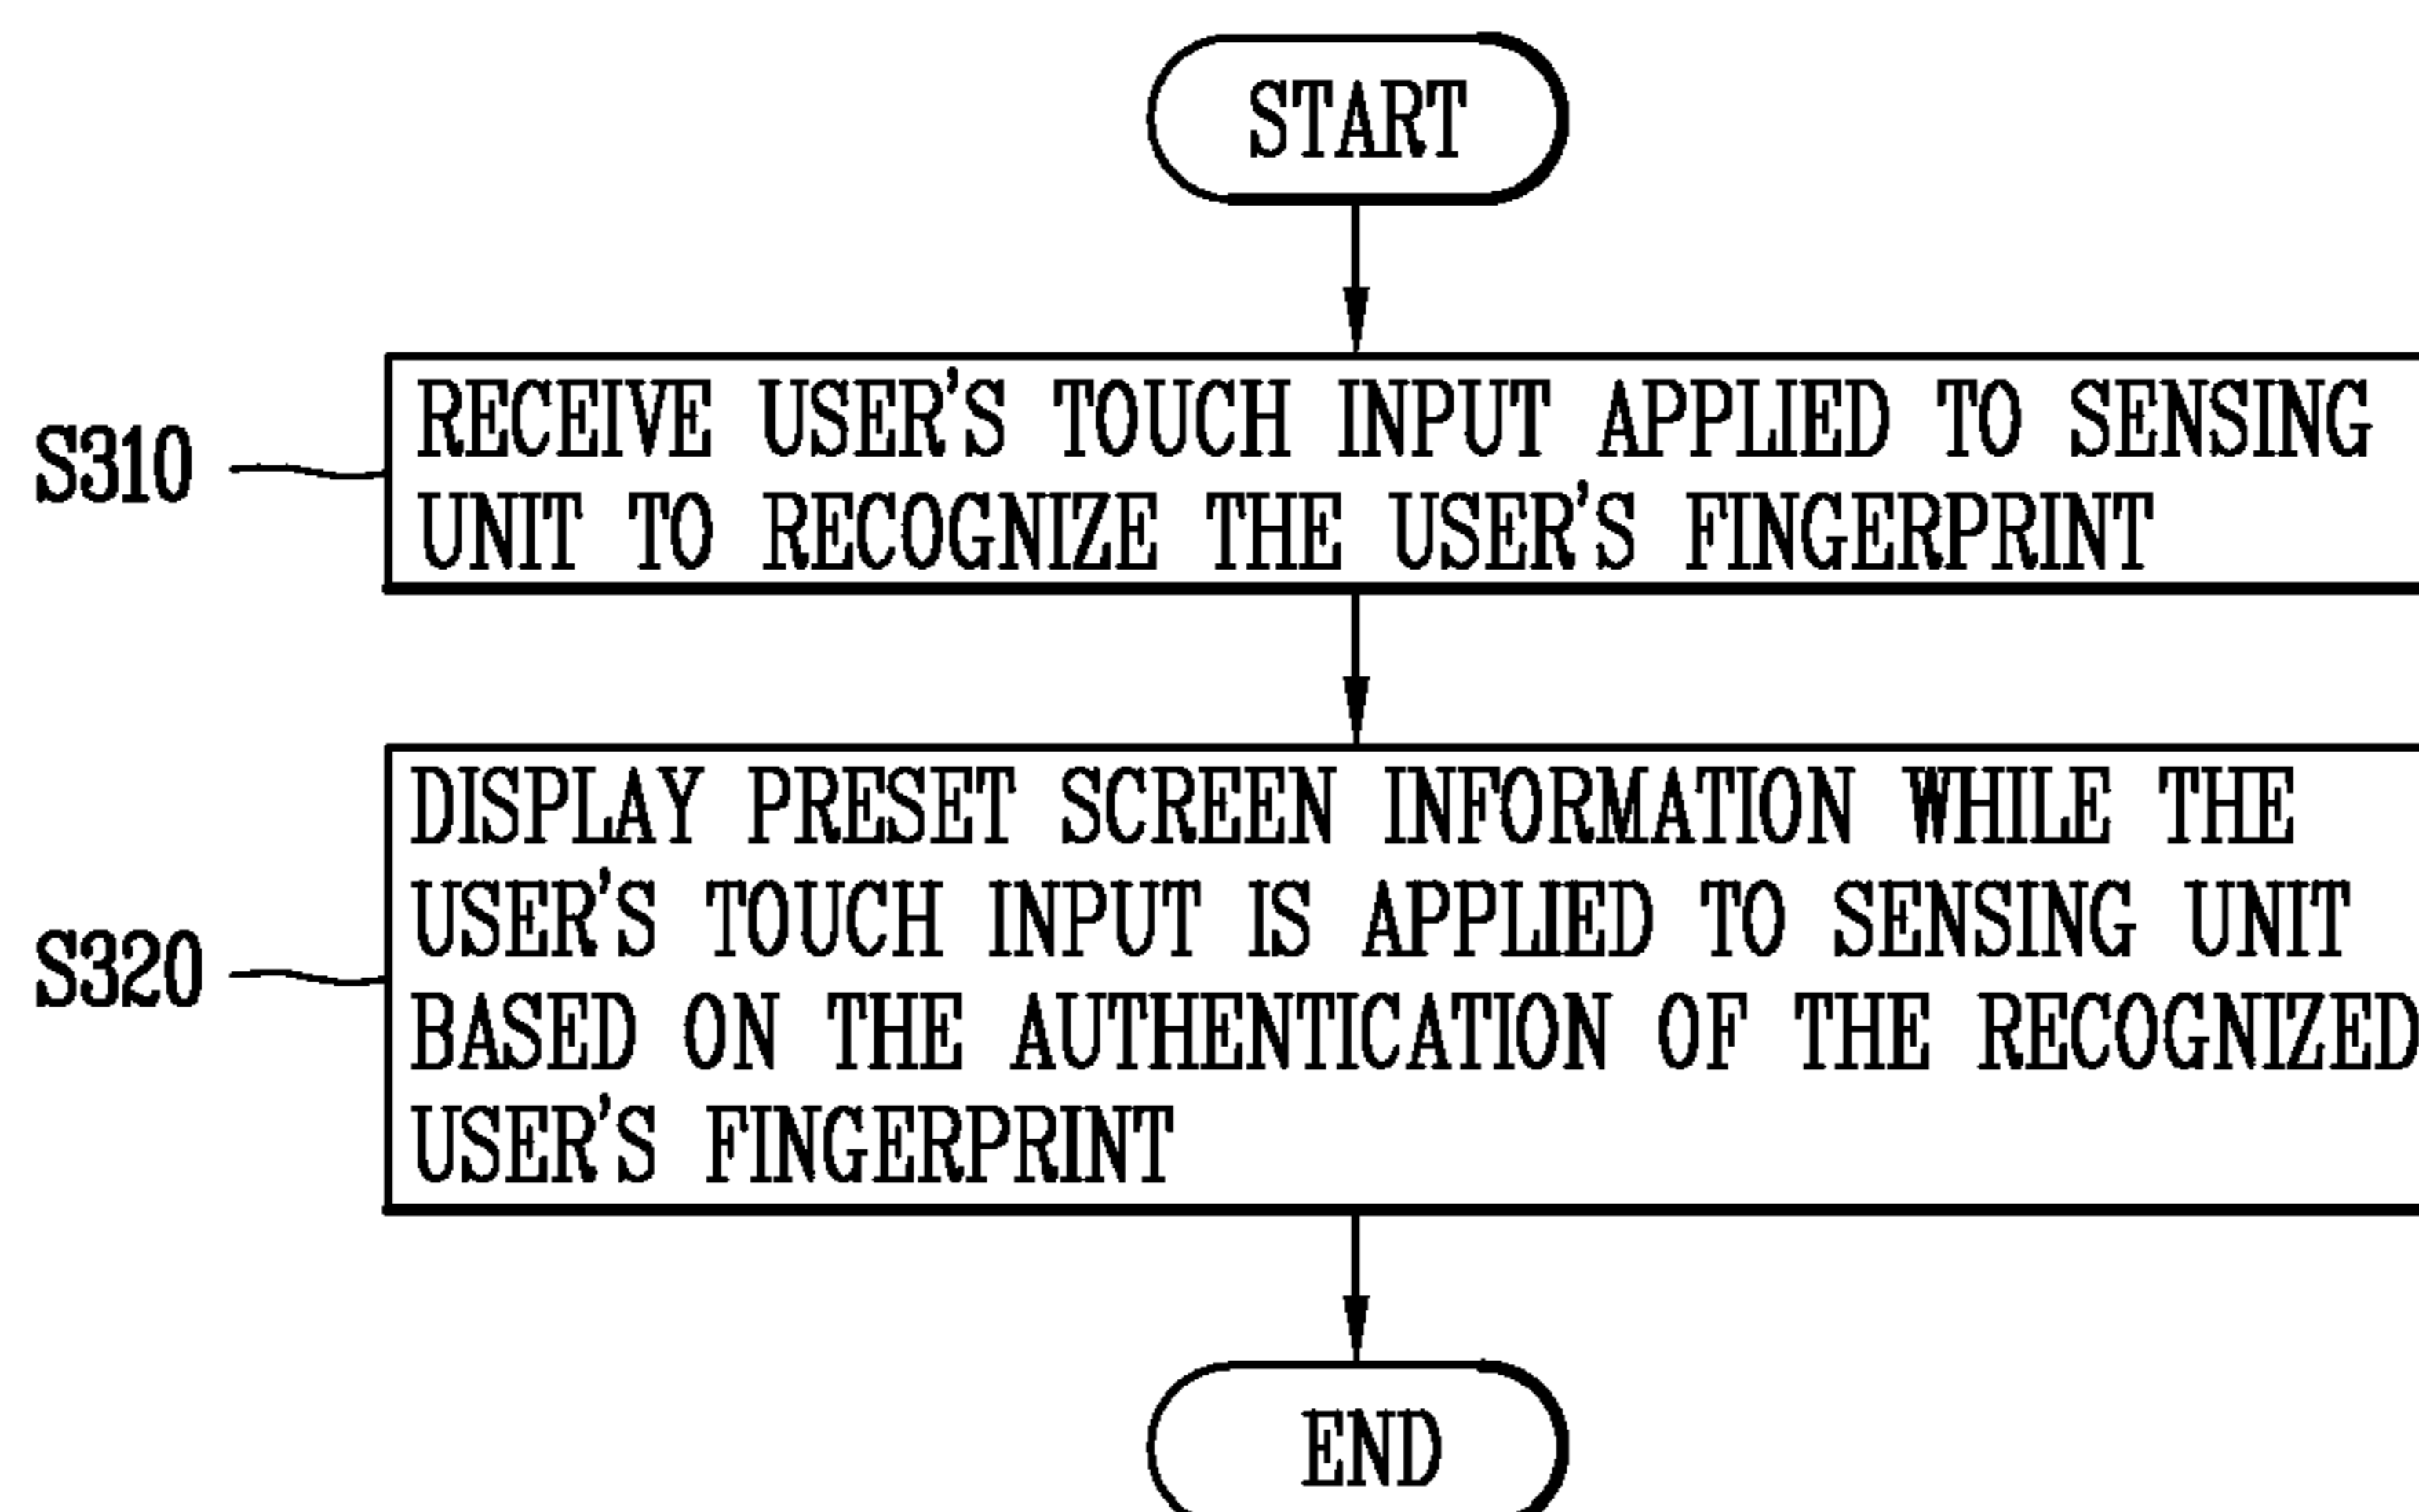 START
S310
RECEIVE USER'S TOUCH INPUT APPLIED TO SENSING
UNIT TO RECOGNIZE THE USER'S FINGERPRINT
S320
DISPLAY PRESET SCREEN INFORMATION WHILE THE
USER'S TOUCH INPUT IS APPLIED TO SENSING UNIT
BASED ON THE AUTHENTICATION OF THE RECOGNIZED
USER'S FINGERPRINT
END